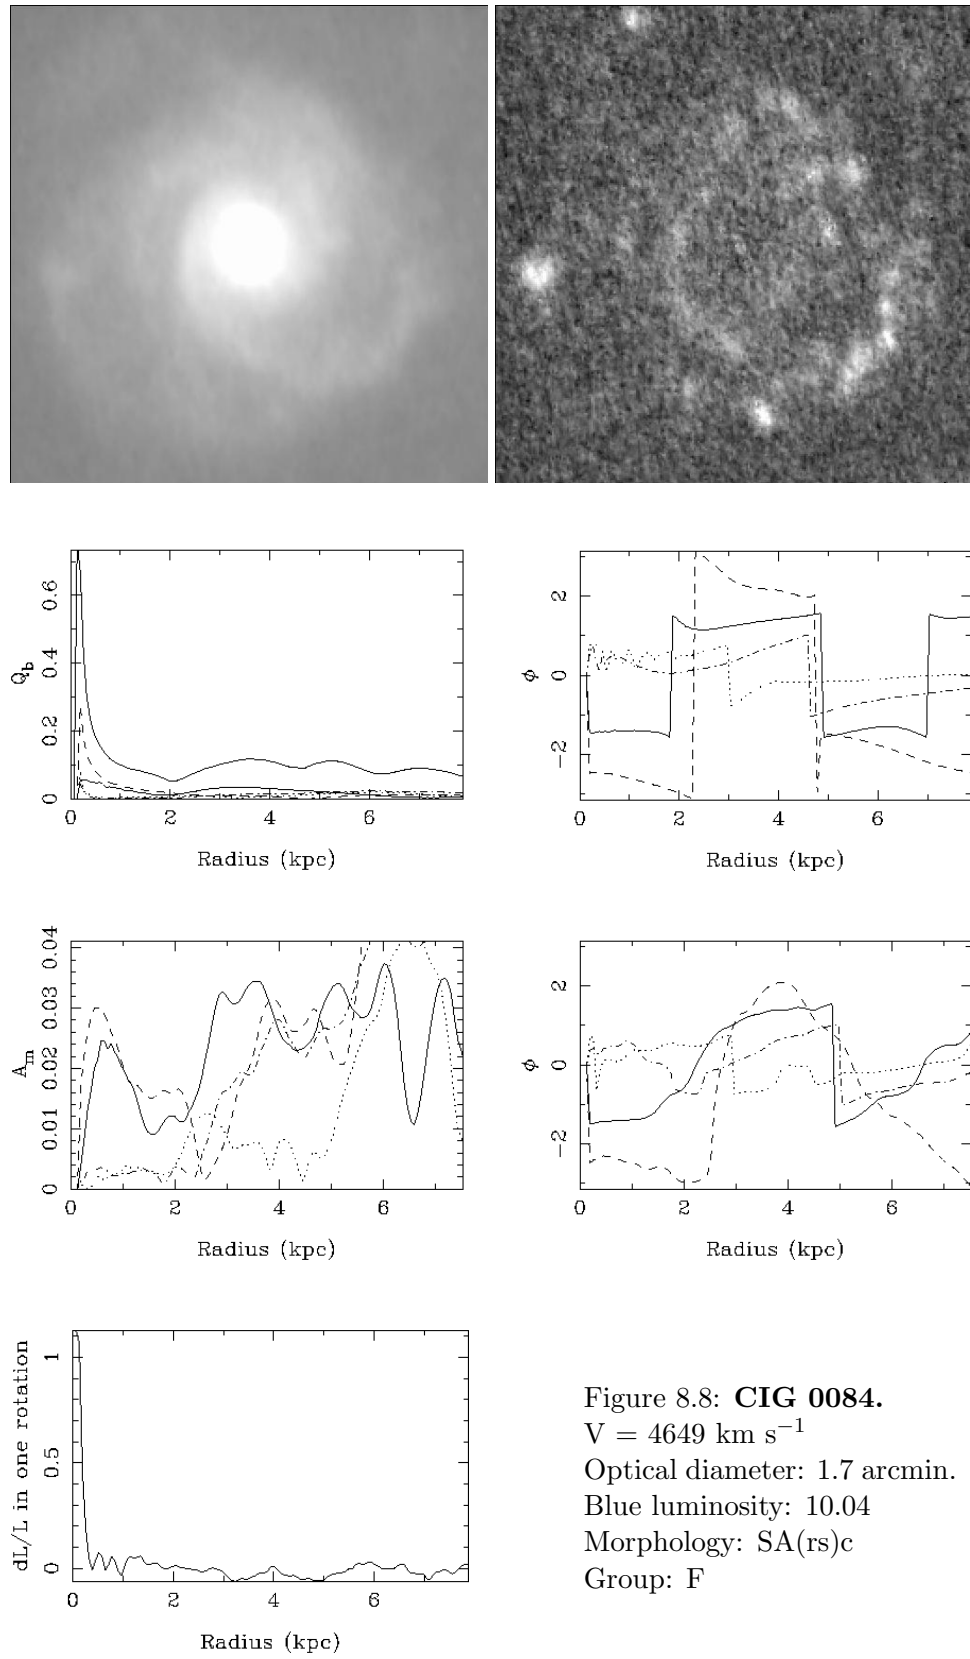 0.6
0.4
0.2
0
Q_b
0 2 4 6
Radius (kpc)
2
0
−2
ϕ
0 2 4 6
Radius (kpc)
0.04
0.03
0.02
0.01
0
A_m
0 2 4 6
Radius (kpc)
2
0
−2
ϕ
0 2 4 6
Radius (kpc)
1
0.5
0
dL/L in one rotation
0 2 4 6
Radius (kpc)
Figure 8.8: CIG 0084.
V = 4649 km s⁻¹
Optical diameter: 1.7 arcmin.
Blue luminosity: 10.04
Morphology: SA(rs)c
Group: F